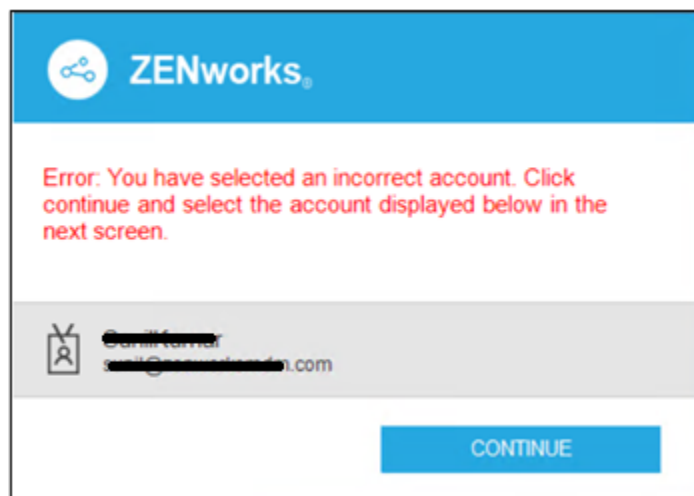 ZENworks®
Error: You have selected an incorrect account. Click
continue and select the account displayed below in the
next screen.
.com
CONTINUE